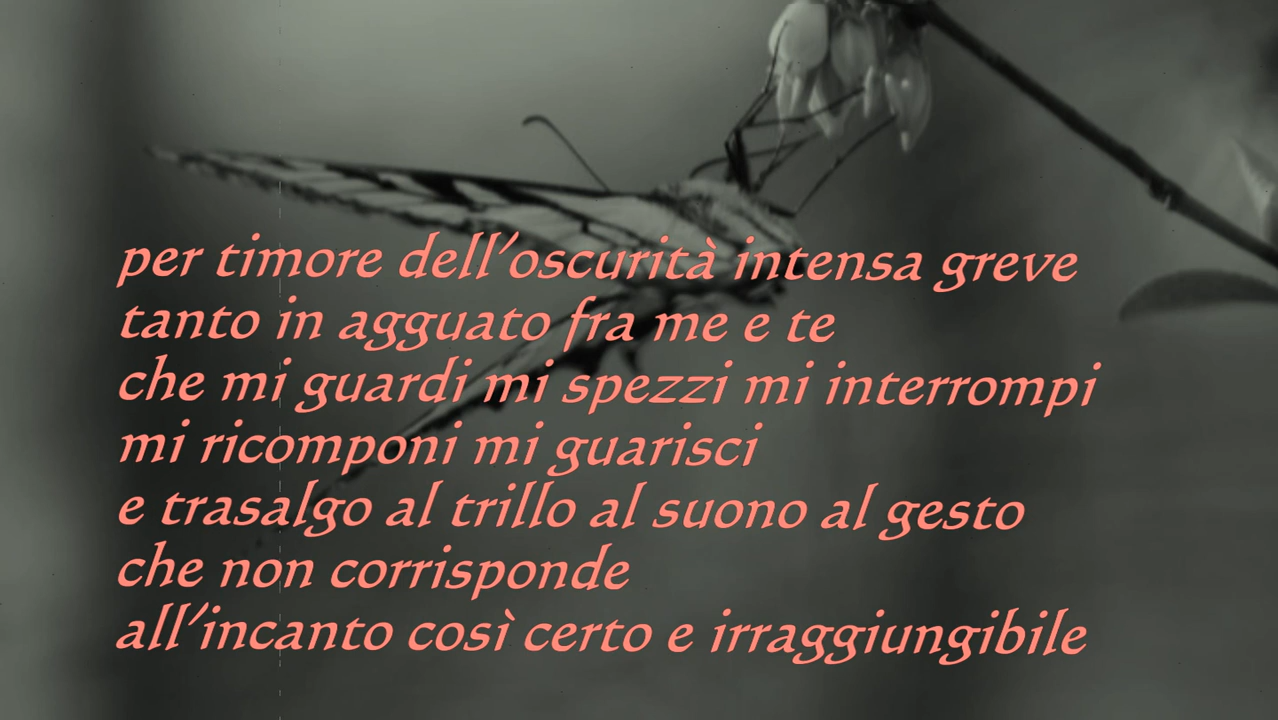 per timore dell’oscurità intensa greve
tanto in agguato fra me e te
che mi guardi mi spezzi mi interrompi
mi ricomponi mi guarisci
e trasalgo al trillo al suono al gesto
che non corrisponde
all’incanto così certo e irraggiungibile